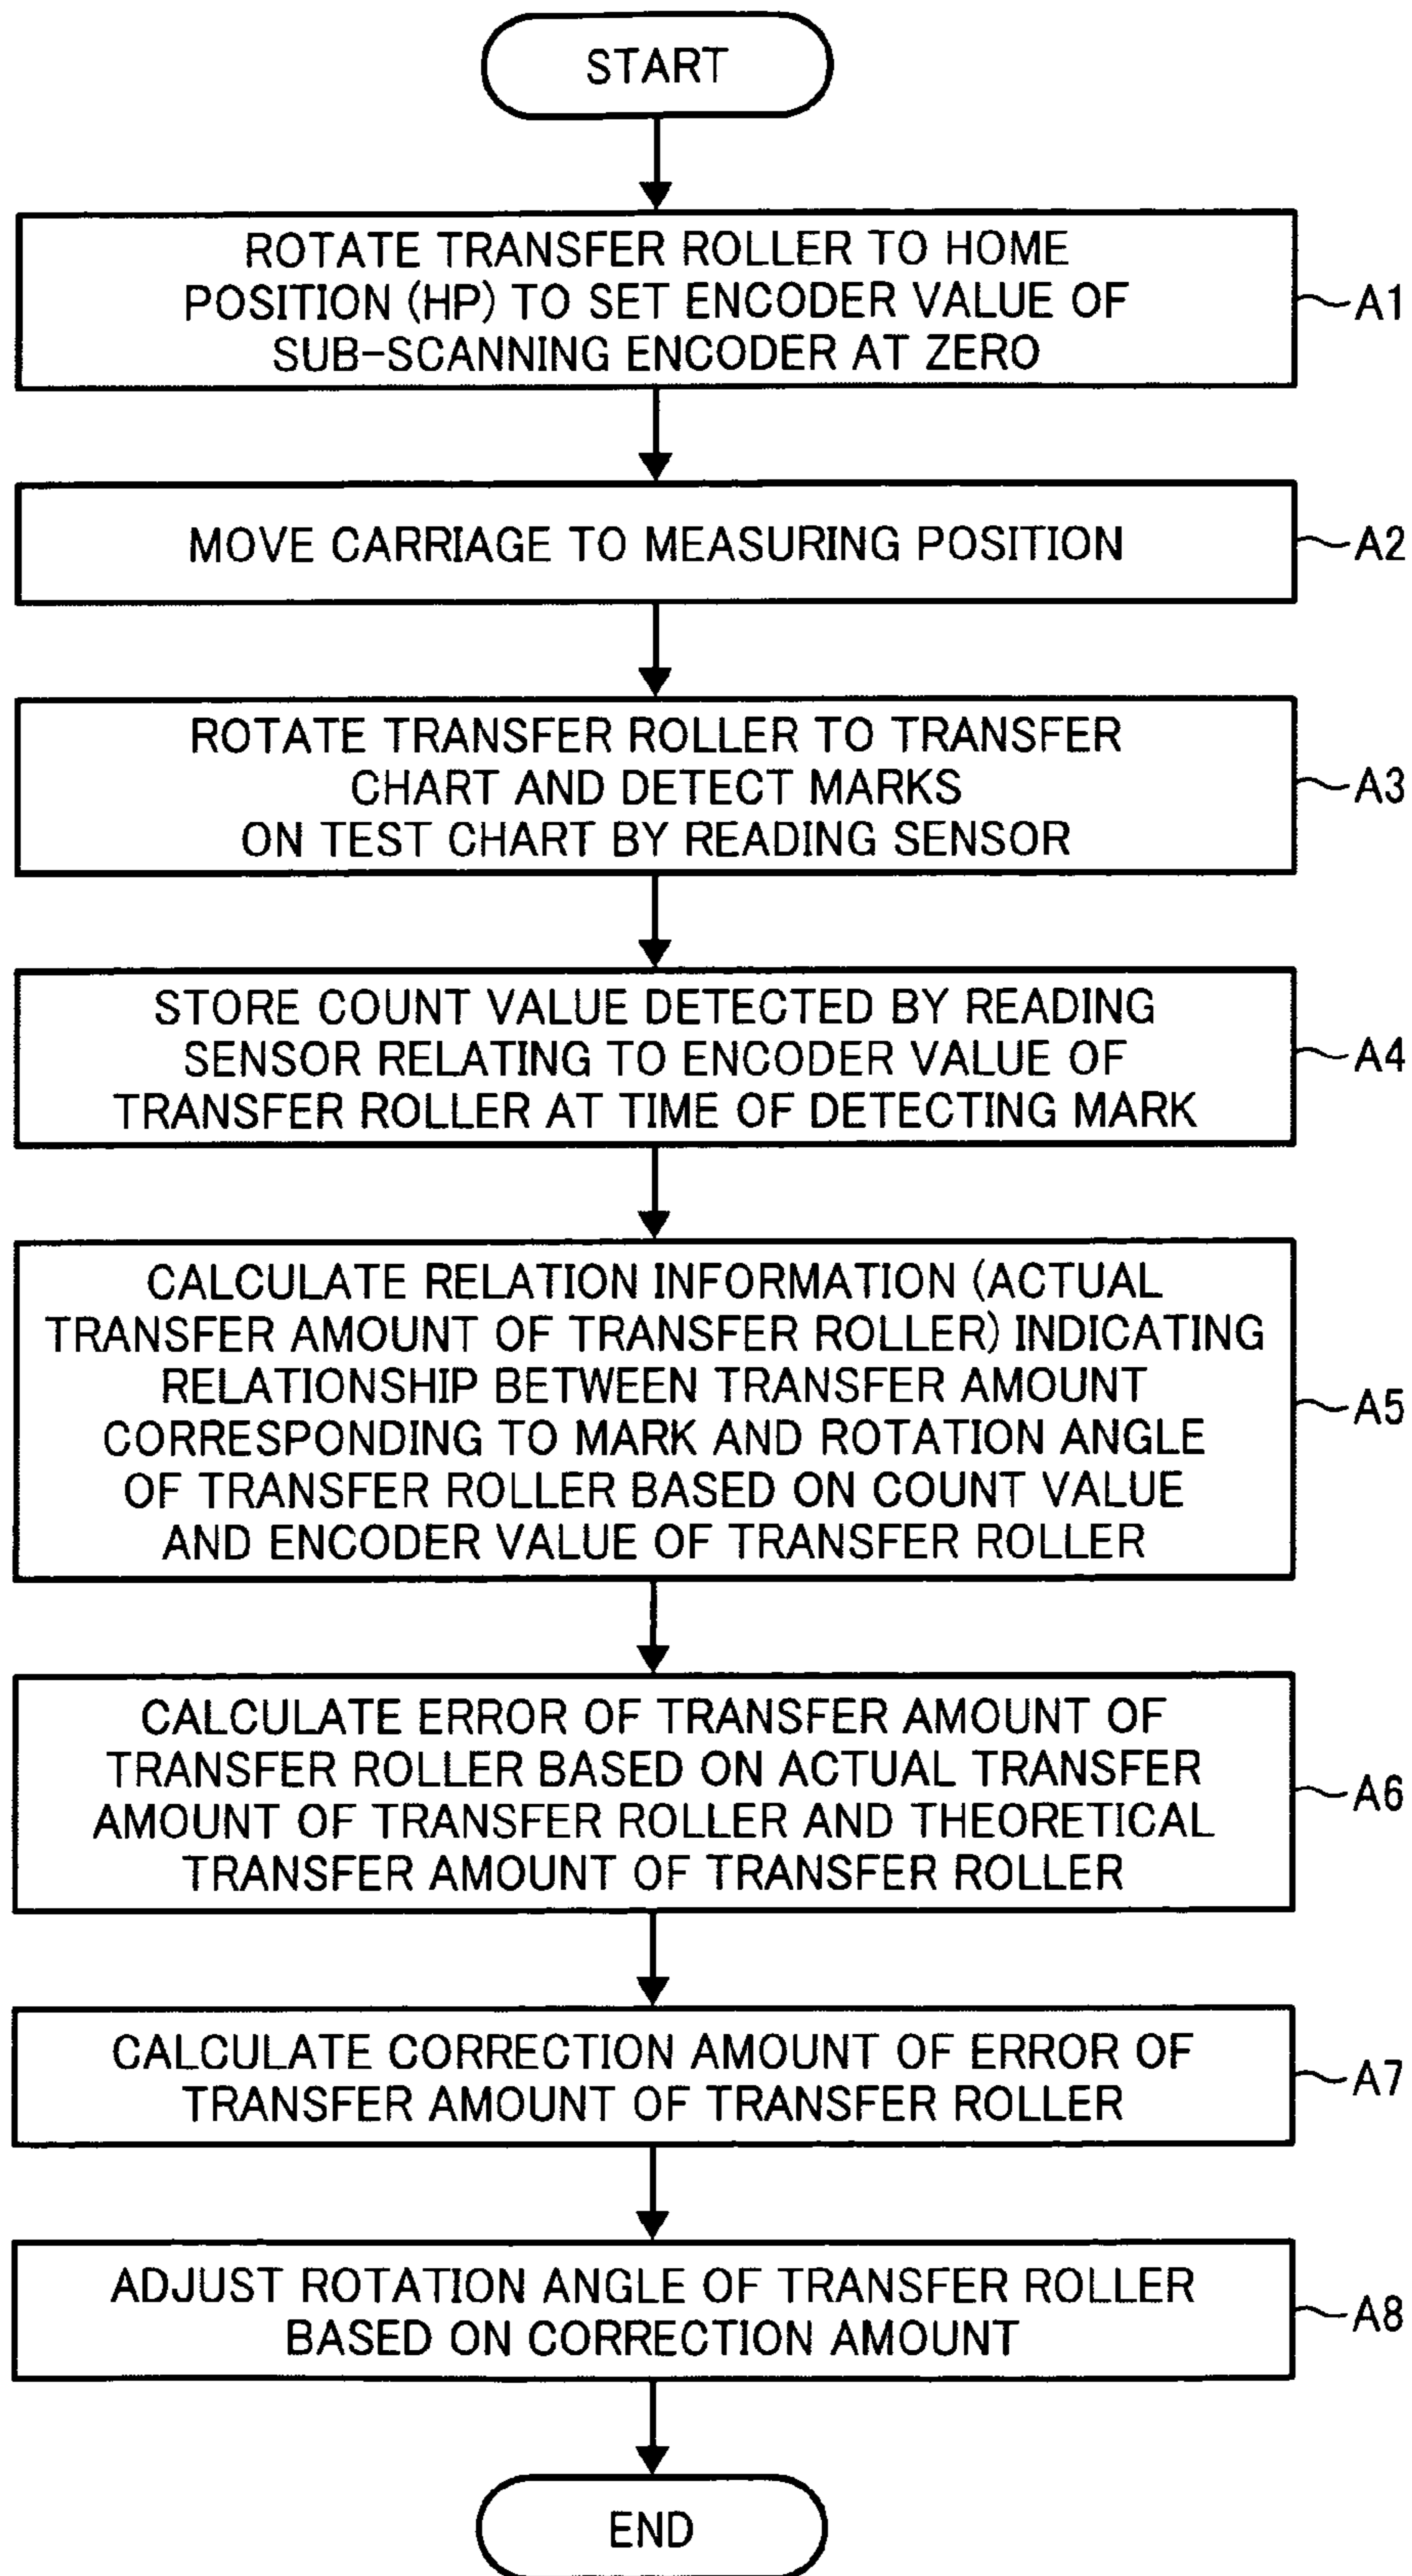 START
ROTATE TRANSFER ROLLER TO HOME
POSITION (HP) TO SET ENCODER VALUE OF
SUB-SCANNING ENCODER AT ZERO
A1
MOVE CARRIAGE TO MEASURING POSITION
A2
ROTATE TRANSFER ROLLER TO TRANSFER
CHART AND DETECT MARKS
ON TEST CHART BY READING SENSOR
A3
STORE COUNT VALUE DETECTED BY READING
SENSOR RELATING TO ENCODER VALUE OF
TRANSFER ROLLER AT TIME OF DETECTING MARK
A4
CALCULATE RELATION INFORMATION (ACTUAL
TRANSFER AMOUNT OF TRANSFER ROLLER) INDICATING
RELATIONSHIP BETWEEN TRANSFER AMOUNT
CORRESPONDING TO MARK AND ROTATION ANGLE
OF TRANSFER ROLLER BASED ON COUNT VALUE
AND ENCODER VALUE OF TRANSFER ROLLER
A5
CALCULATE ERROR OF TRANSFER AMOUNT OF
TRANSFER ROLLER BASED ON ACTUAL TRANSFER
AMOUNT OF TRANSFER ROLLER AND THEORETICAL
TRANSFER AMOUNT OF TRANSFER ROLLER
A6
CALCULATE CORRECTION AMOUNT OF ERROR OF
TRANSFER AMOUNT OF TRANSFER ROLLER
A7
ADJUST ROTATION ANGLE OF TRANSFER ROLLER
BASED ON CORRECTION AMOUNT
A8
END